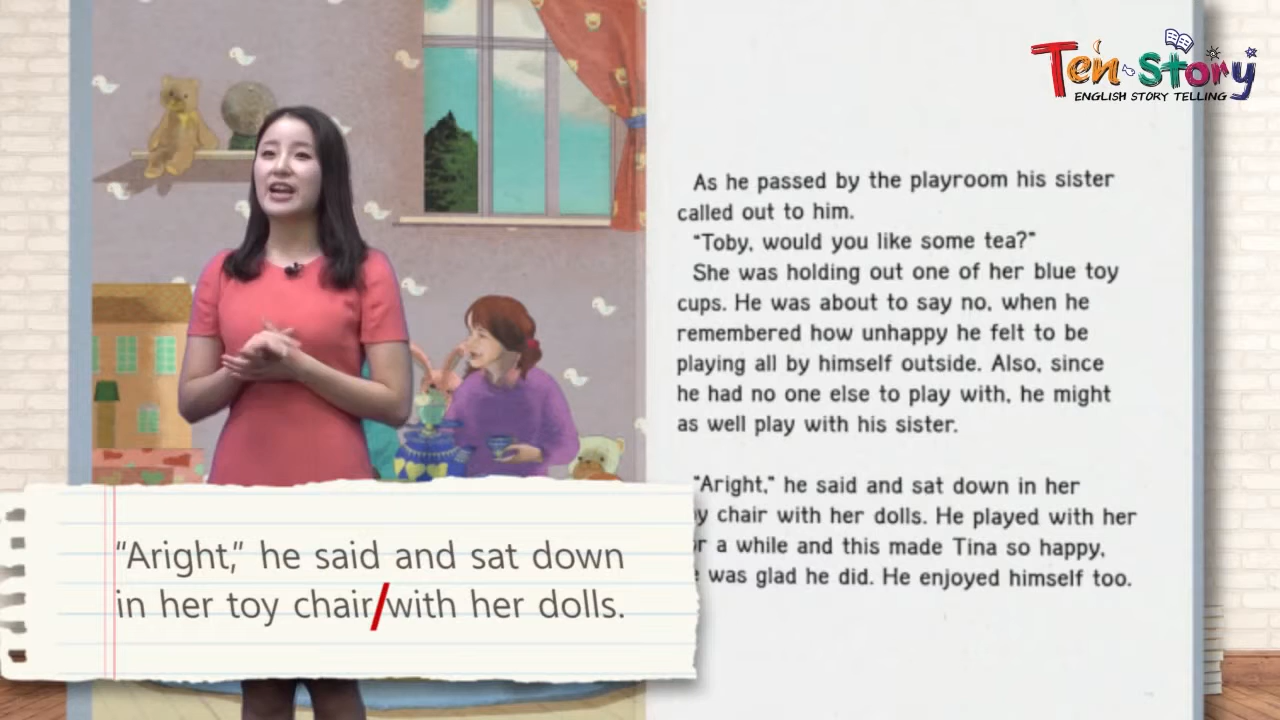 Ten Story
ENGLISH STORY TELLING
As he passed by the playroom his sister
called out to him.
"Toby, would you like some tea?"
She was holding out one of her blue toy
cups. He was about to say no, when he
remembered how unhappy he felt to be
playing all by himself outside. Also, since
he had no one else to play with, he might
as well play with his sister.
"Aright," he said and sat down in her
chair with her dolls. He played with her
a while and this made Tina so happy,
was glad he did. He enjoyed himself too.
"Aright," he said and sat down
in her toy chair/with her dolls.